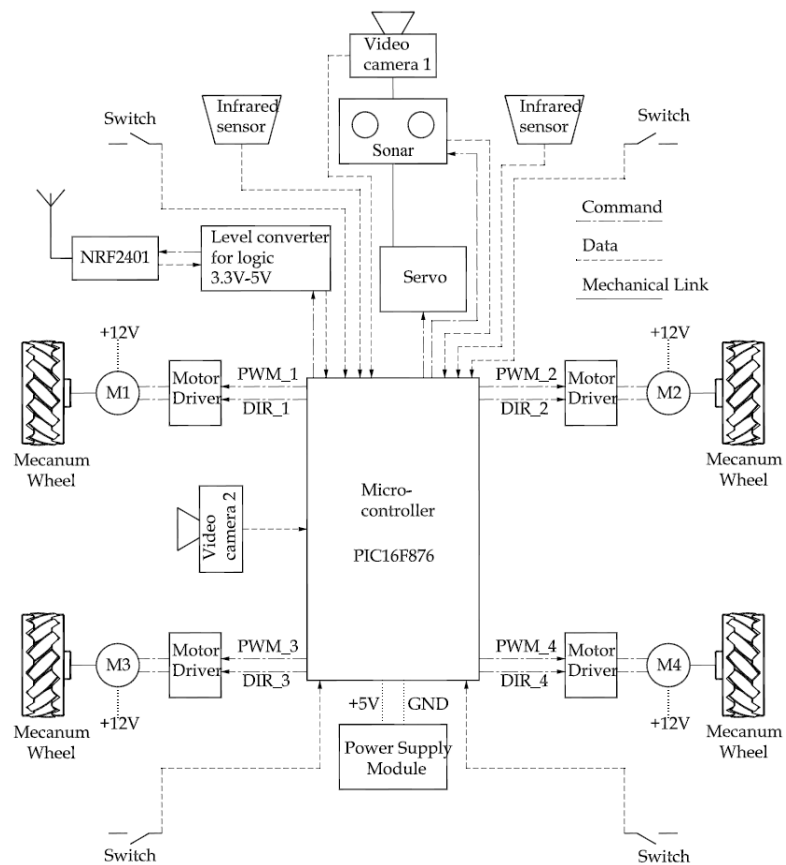 Video
camera 1
Switch
Infrared
sensor
Infrared
sensor
Switch
Sonar
Command
Level converter
for logic
3.3V-5V
NRF2401
Data
Servo
Mechanical Link
+12V
+12V
M1
Motor
Driver
PWM_1
DIR_1
PWM_2
DIR_2
Motor
Driver
M2
Mecanum
Wheel
Mecanum
Wheel
Video
camera 2
Micro-
controller
PIC16F876
M3
Motor
Driver
PWM_3
DIR_3
PWM_4
DIR_4
Motor
Driver
M4
+12V
+12V
Mecanum
Wheel
Mecanum
Wheel
+5V
GND
Power Supply
Module
Switch
Switch